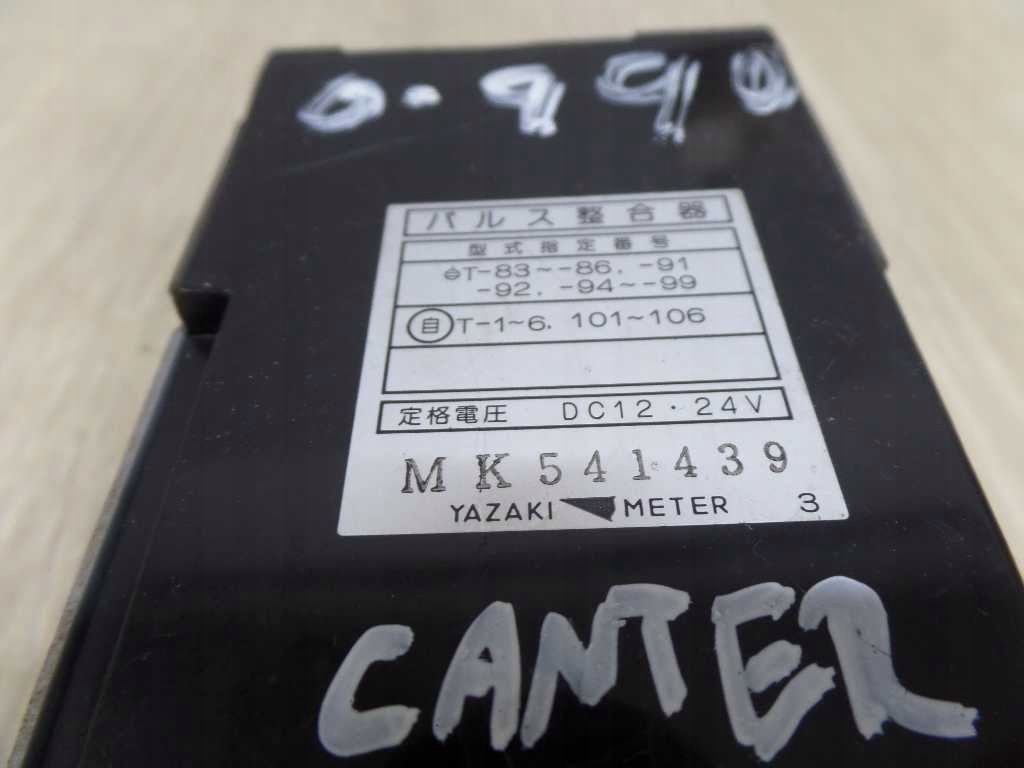 0.990
パルス整合器
型式指定番号
T-83~-86. -91
-92. -94~-99
自 T-1~6. 101~106
定格電圧 DC12・24V
MK541439
YAZAKI METER 3
CANTER